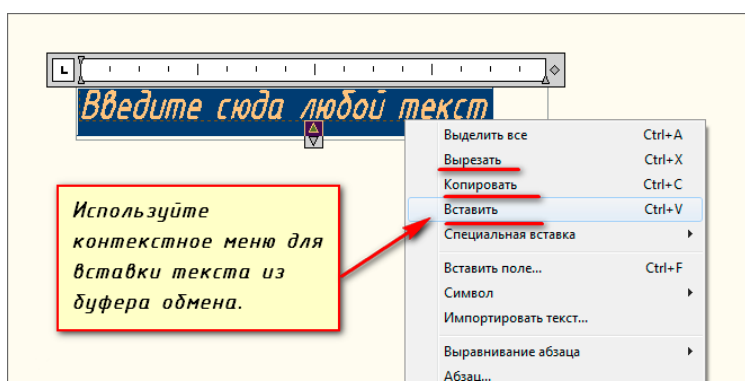 Введите сюда любой текст
Выделить все Ctrl+A
Вырезать Ctrl+X
Копировать Ctrl+C
Вставить Ctrl+V
Специальная вставка
Вставить поле... Ctrl+F
Символ
Импортировать текст...
Выравнивание абзаца
Абзац...
Используйте
контекстное меню для
вставки текста из
буфера обмена.